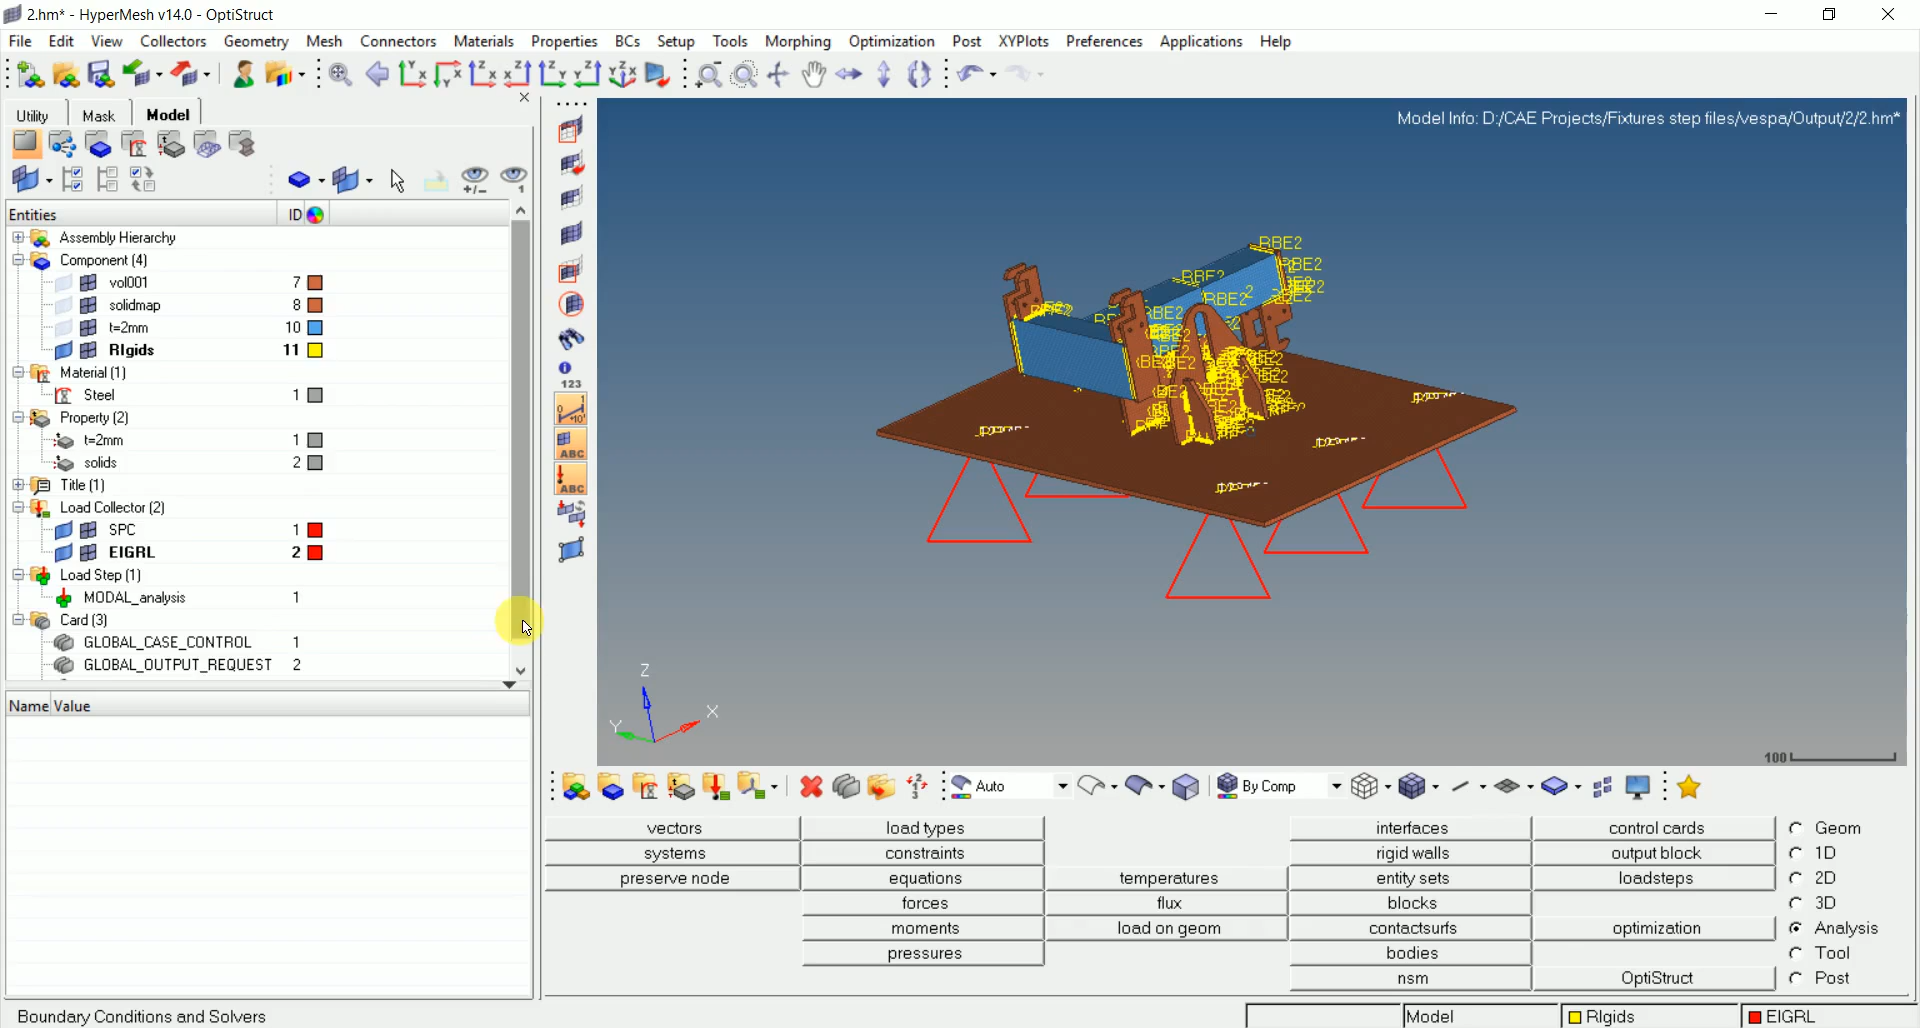 2.hm* - HyperMesh v14.0 - OptiStruct
File Edit View Collectors Geometry Mesh Connectors Materials Properties BCs Setup Tools Morphing Optimization Post XYPlots Preferences Applications Help
Utility Mask Model
Model Info: D:/CAE Projects/Fixtures step files/vespa/Output/2/2.hm*
Entities ID
Assembly Hierarchy
Component (4)
vol001 7
solidmap 8
t=2mm 10
RIgids 11
Material (1)
Steel 1
Property (2)
t=2mm 1
solids 2
Title (1)
Load Collector (2)
SPC 1
EIGRL 2
Load Step (1)
MODAL_analysis 1
Card (3)
GLOBAL_CASE_CONTROL 1
GLOBAL_OUTPUT_REQUEST 2
Name Value
123
ABC
ABC
RBE2
RBE2
Z
X
Y
100
Auto
By Comp
vectors load types interfaces control cards Geom
systems constraints rigid walls output block 1D
preserve node equations temperatures entity sets loadsteps 2D
forces flux blocks 3D
moments load on geom contactsurfs optimization Analysis
pressures bodies Tool
nsm OptiStruct Post
Boundary Conditions and Solvers Model RIgids EIGRL